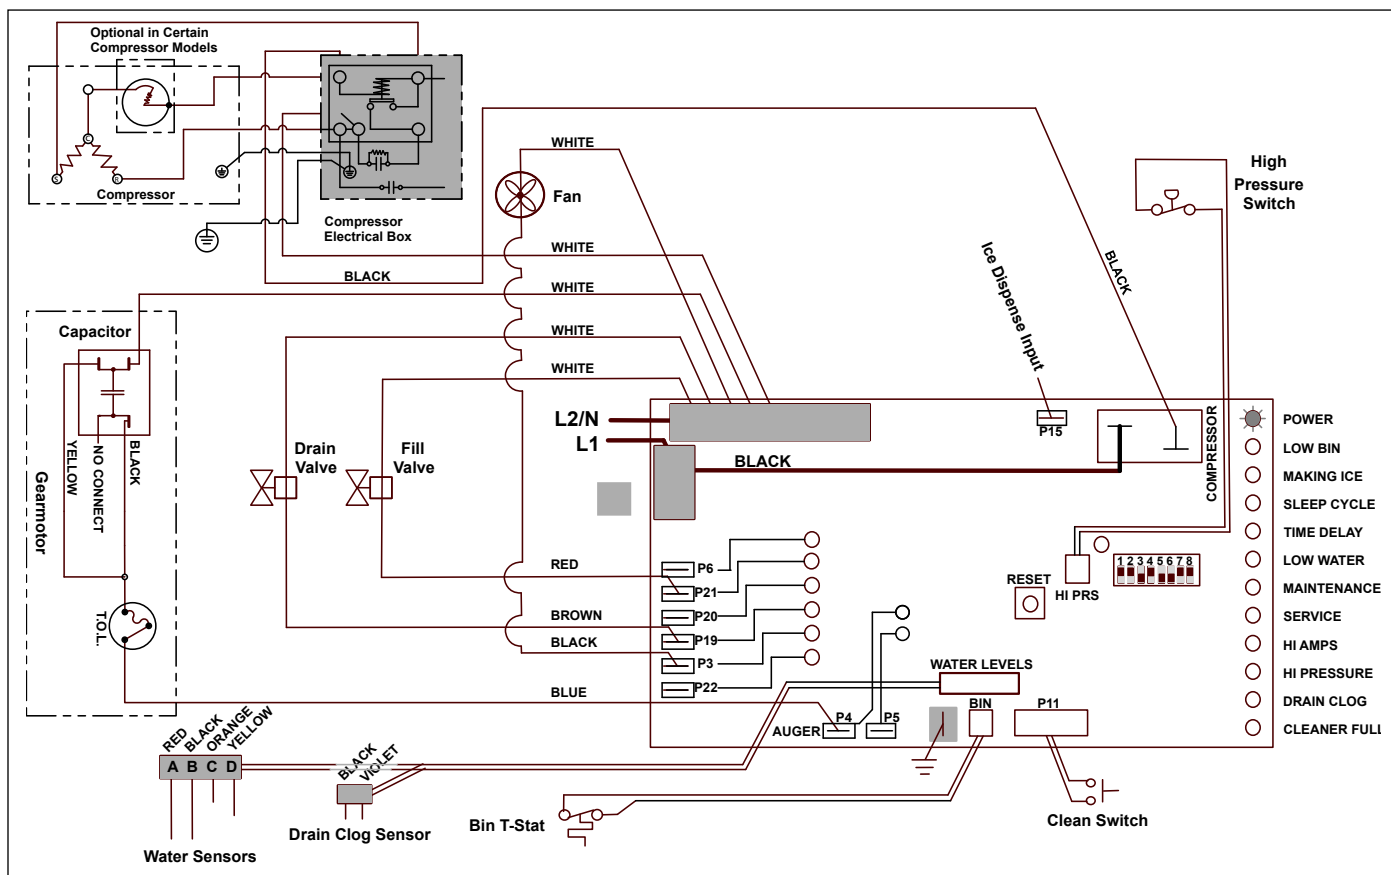 Optional in Certain
Compressor Models
C
S
R
Compressor
Compressor
Electrical Box
WHITE
Fan
High
Pressure
Switch
WHITE
BLACK
BLACK
WHITE
Ice Dispense Input
Capacitor
WHITE
WHITE
L2/N
L1
P15
COMPRESSOR
POWER
LOW BIN
MAKING ICE
SLEEP CYCLE
TIME DELAY
LOW WATER
MAINTENANCE
SERVICE
HI AMPS
HI PRESSURE
DRAIN CLOG
CLEANER FULL
BLACK
YELLOW
NO CONNECT
BLACK
Gearmotor
T.O.L.
Drain
Valve
Fill
Valve
RED
P6
P21
P20
BROWN
P19
BLACK
P3
P22
BLUE
RESET
HI PRS
1 2 3 4 5 6 7 8
WATER LEVELS
AUGER
P4
P5
BIN
P11
RED
BLACK
ORANGE
YELLOW
A B C D
BLACK
VIOLET
Drain Clog Sensor
Water Sensors
Bin T-Stat
Clean Switch